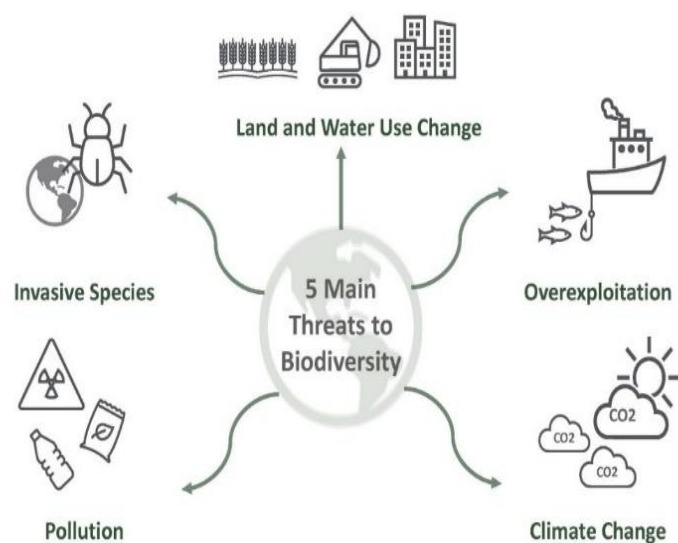 Land and Water Use Change
Invasive Species
5 Main
Threats to
Biodiversity
Overexploitation
CO2
CO2
CO2
Pollution
Climate Change